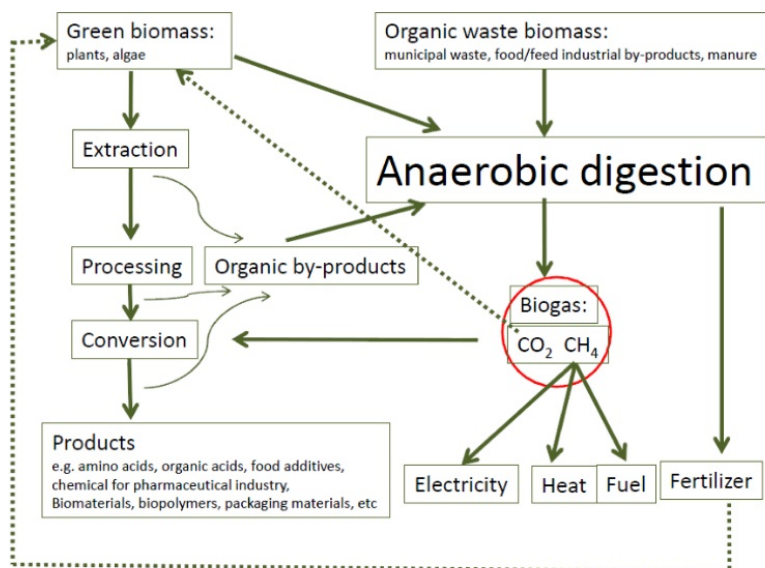 Green biomass:
plants, algae
Organic waste biomass:
municipal waste, food/feed industrial by-products, manure
Extraction
Anaerobic digestion
Processing
Organic by-products
Biogas:
Conversion
CO₂ CH₄
Products
e.g. amino acids, organic acids, food additives,
chemical for pharmaceutical industry,
Biomaterials, biopolymers, packaging materials, etc
Electricity
Heat
Fuel
Fertilizer